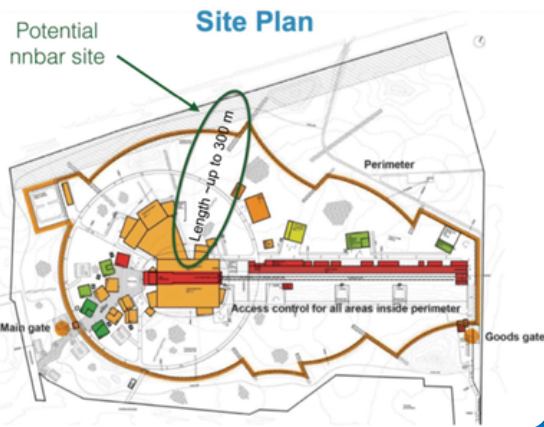 Site Plan
Potential
nnbar site
Length ~up to 300 m
Perimeter
Access control for all areas inside perimeter
Main gate
Goods gate